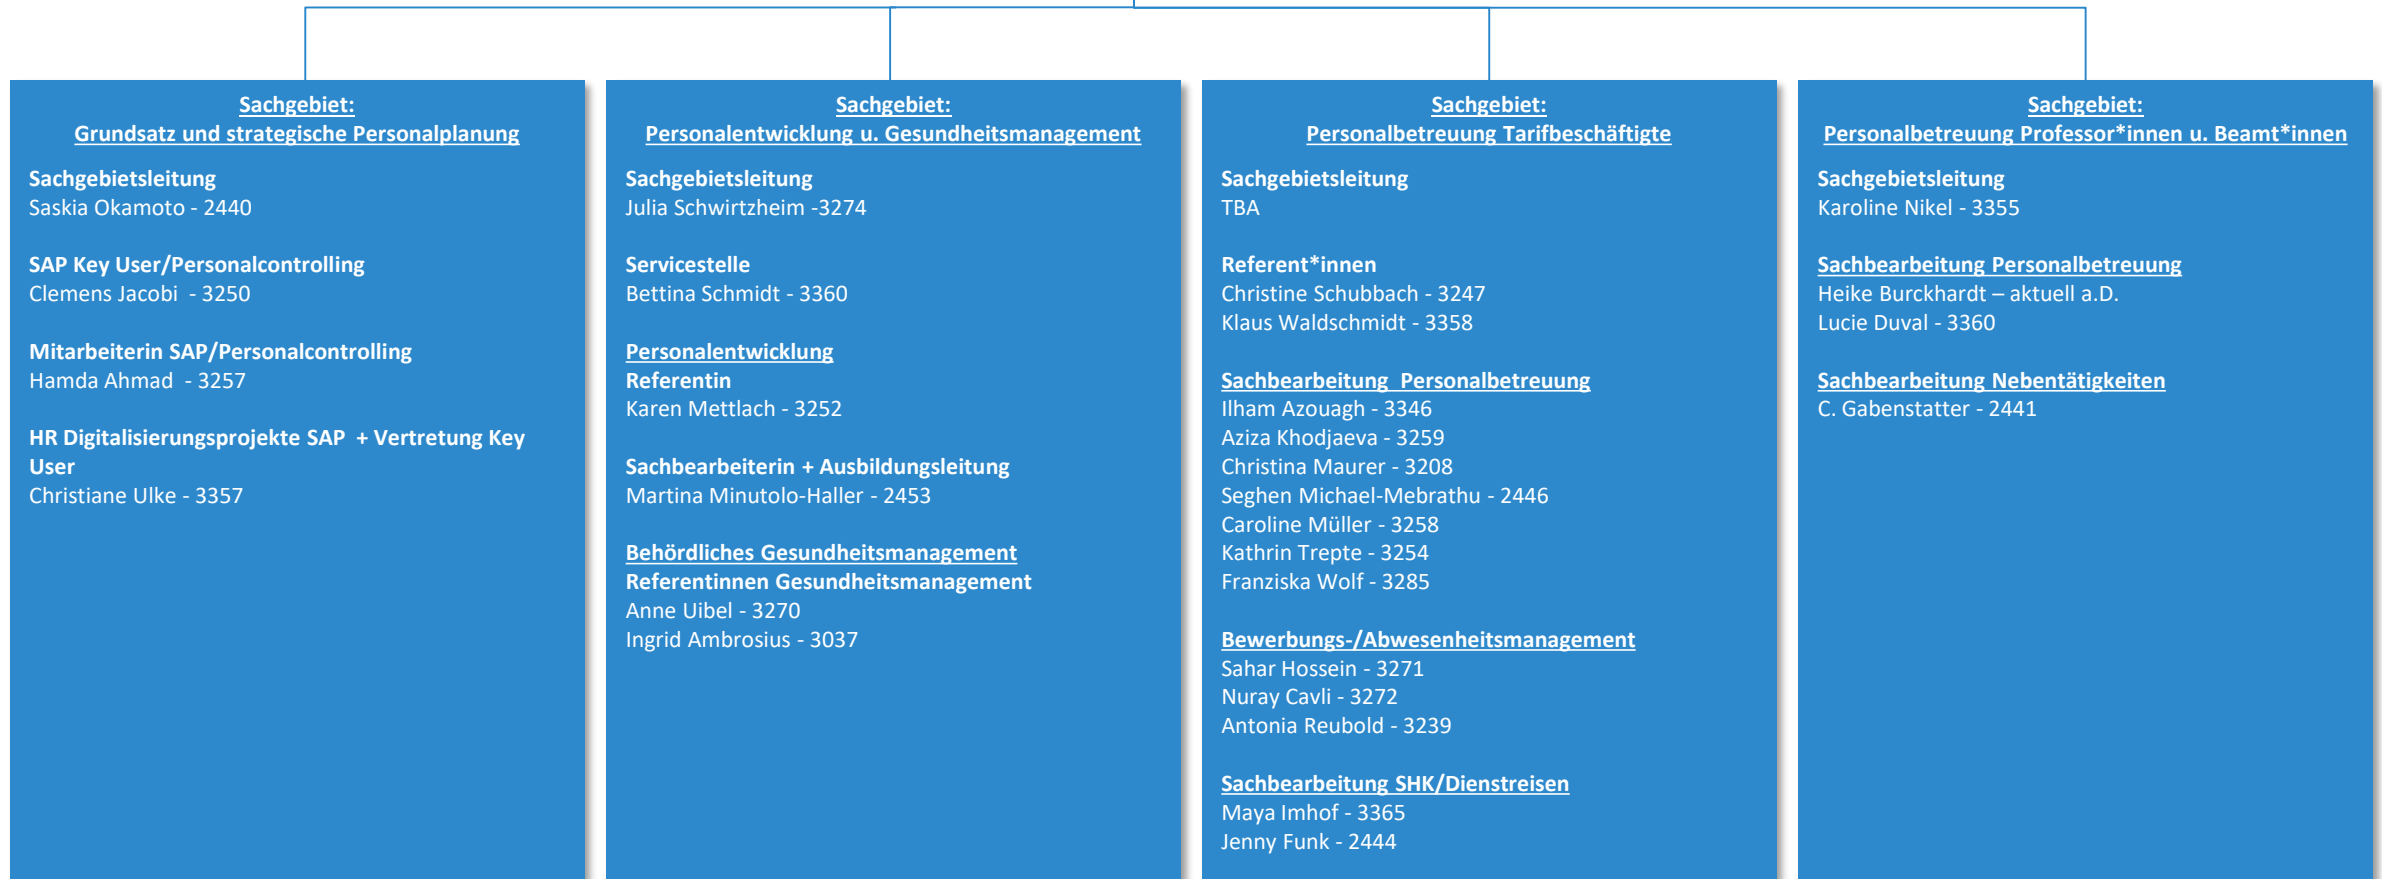 Sachgebiet:
Grundsatz und strategische Personalplanung
Sachgebietsleitung
Saskia Okamoto - 2440
SAP Key User/Personalcontrolling
Clemens Jacobi - 3250
Mitarbeiterin SAP/Personalcontrolling
Hamda Ahmad - 3257
HR Digitalisierungsprojekte SAP + Vertretung Key
User
Christiane Ulke - 3357
Sachgebiet:
Personalentwicklung u. Gesundheitsmanagement
Sachgebietsleitung
Julia Schwirtzheim -3274
Servicestelle
Bettina Schmidt - 3360
Personalentwicklung
Referentin
Karen Mettlach - 3252
Sachbearbeiterin + Ausbildungsleitung
Martina Minutolo-Haller - 2453
Behördliches Gesundheitsmanagement
Referentinnen Gesundheitsmanagement
Anne Uibel - 3270
Ingrid Ambrosius - 3037
Sachgebiet:
Personalbetreuung Tarifbeschäftigte
Sachgebietsleitung
TBA
Referent*innen
Christine Schubbach - 3247
Klaus Waldschmidt - 3358
Sachbearbeitung Personalbetreuung
Ilham Azouagh - 3346
Aziza Khodjaeva - 3259
Christina Maurer - 3208
Seghen Michael-Mebrathu - 2446
Caroline Müller - 3258
Kathrin Trepte - 3254
Franziska Wolf - 3285
Bewerbungs-/Abwesenheitsmanagement
Sahar Hossein - 3271
Nuray Cavli - 3272
Antonia Reubold - 3239
Sachbearbeitung SHK/Dienstreisen
Maya Imhof - 3365
Jenny Funk - 2444
Sachgebiet:
Personalbetreuung Professor*innen u. Beamt*innen
Sachgebietsleitung
Karoline Nikel - 3355
Sachbearbeitung Personalbetreuung
Heike Burckhardt – aktuell a.D.
Lucie Duval - 3360
Sachbearbeitung Nebentätigkeiten
C. Gabenstatter - 2441